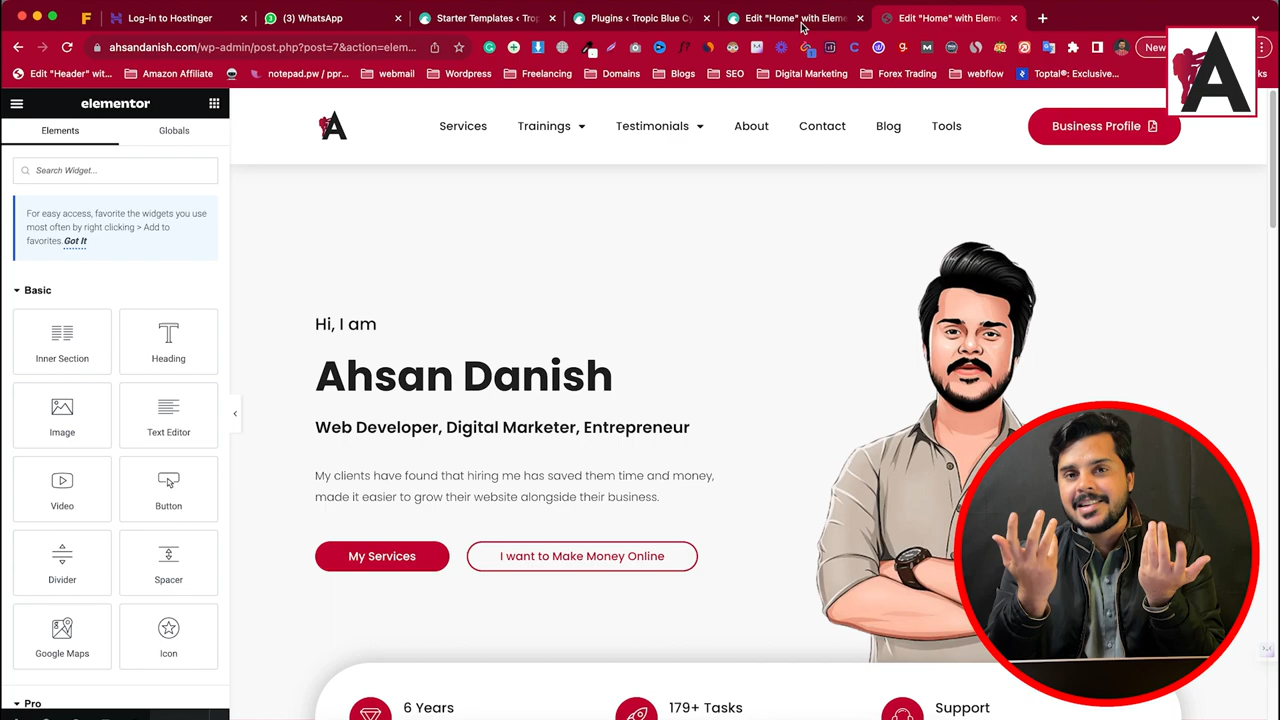 Log-in to Hostinger
(3) WhatsApp
Starter Templates ‹ Trop
Plugins ‹ Tropic Blue Cy
Edit "Home" with Eleme
Edit "Home" with Eleme
ahsandanish.com/wp-admin/post.php?post=7&action=elem...
New
Edit "Header" wit...
Amazon Affiliate
notepad.pw / ppr...
webmail
Wordpress
Freelancing
Domains
Blogs
SEO
Digital Marketing
Forex Trading
webflow
Toptal®: Exclusive...
elementor
Elements
Globals
Search Widget...
For easy access, favorite the widgets you use
most often by right clicking > Add to
favorites. Got It
Basic
Inner Section
Heading
Image
Text Editor
Video
Button
Divider
Spacer
Google Maps
Icon
Pro
A
Services
Trainings
Testimonials
About
Contact
Blog
Tools
Business Profile
A
Hi, I am
Ahsan Danish
Web Developer, Digital Marketer, Entrepreneur
My clients have found that hiring me has saved them time and money,
made it easier to grow their website alongside their business.
My Services
I want to Make Money Online
6 Years
179+ Tasks
Support